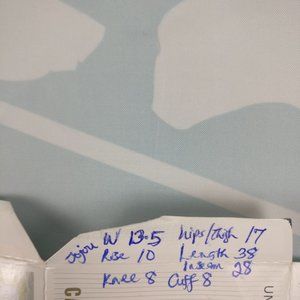 W 13.5 hips/thigh 17
Rise 10 Length 38
Inseam 28
Knee 8 Cuff 8